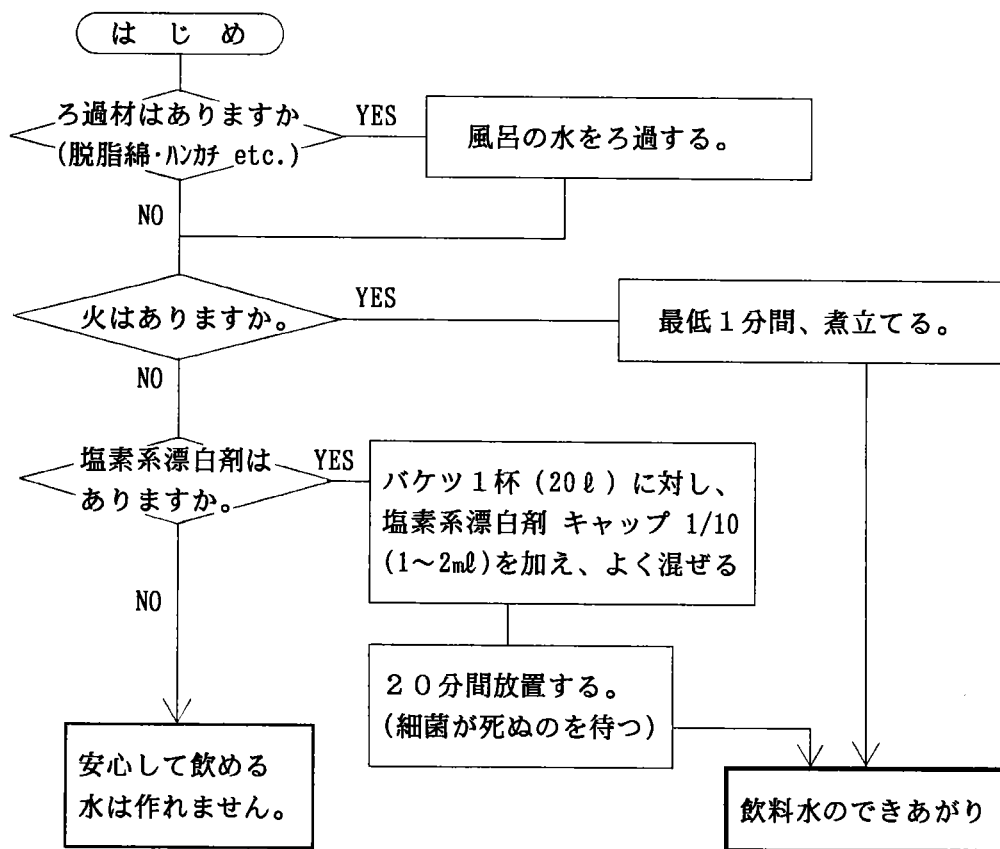 はじめ
ろ過材はありますか
(脱脂綿・ハンカチ etc.)
YES
風呂の水をろ過する。
NO
火はありますか。
YES
最低1分間、煮立てる。
NO
塩素系漂白剤は
ありますか。
YES
バケツ1杯(20ℓ)に対し、
塩素系漂白剤 キャップ 1/10
(1~2mℓ)を加え、よく混ぜる
NO
20分間放置する。
(細菌が死ぬのを待つ)
安心して飲める
水は作れません。
飲料水のできあがり